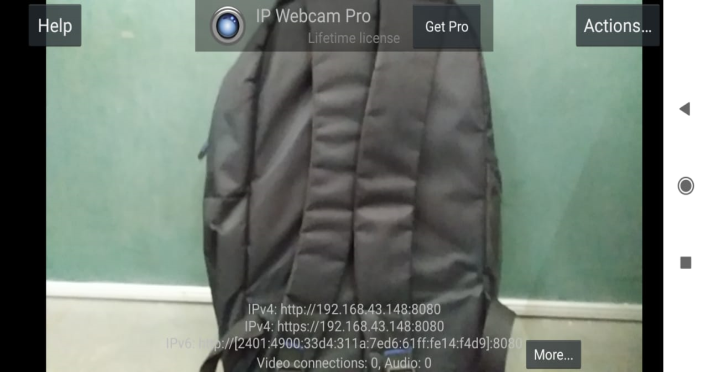 Help
IP Webcam Pro
Lifetime license
Get Pro
Actions...
IPv4: http://192.168.43.148:8080
IPv4: https://192.168.43.148:8080
IPv6: http://[2401:4900:33d4:311a:7ed6:61ff:fe14:f4d9]:8080
Video connections: 0, Audio: 0
More...